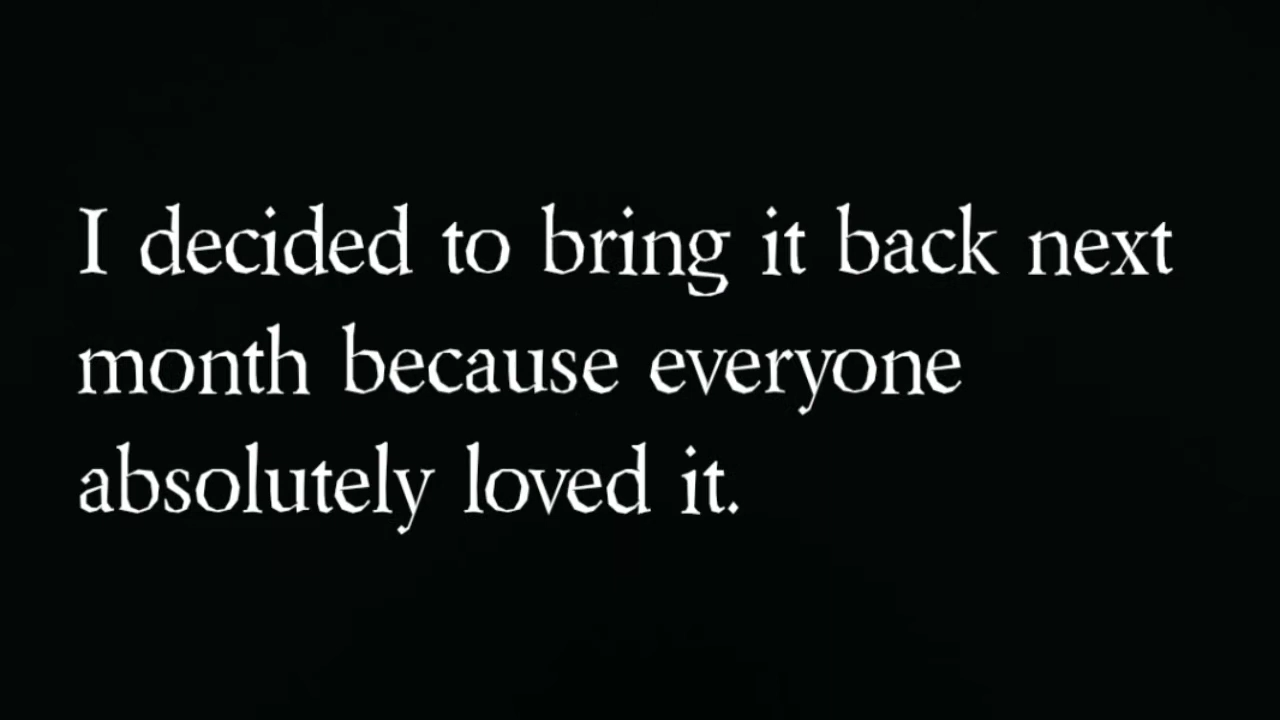 I decided to bring it back next
month because everyone
absolutely loved it.